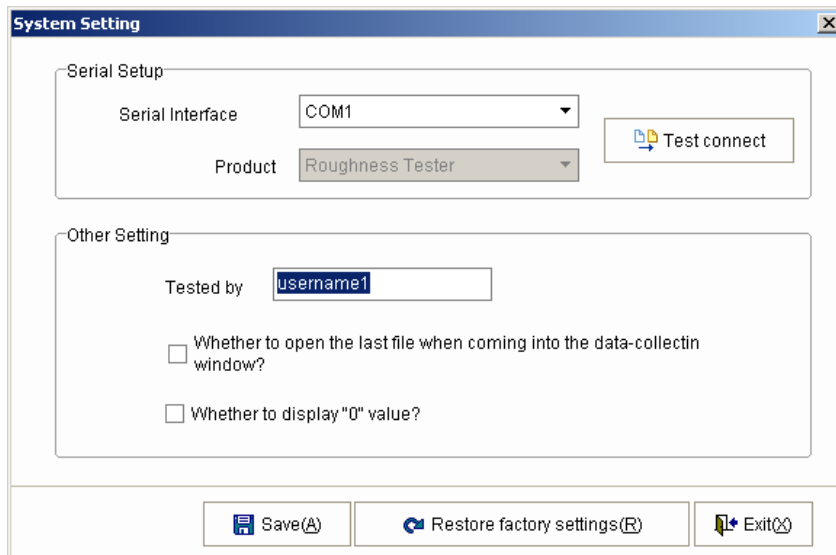 System Setting
Serial Setup
Serial Interface
COM1
Test connect
Product
Roughness Tester
Other Setting
Tested by
username1
Whether to open the last file when coming into the data-collectin
window?
Whether to display "0" value?
Save(A)
Restore factory settings(R)
Exit(X)